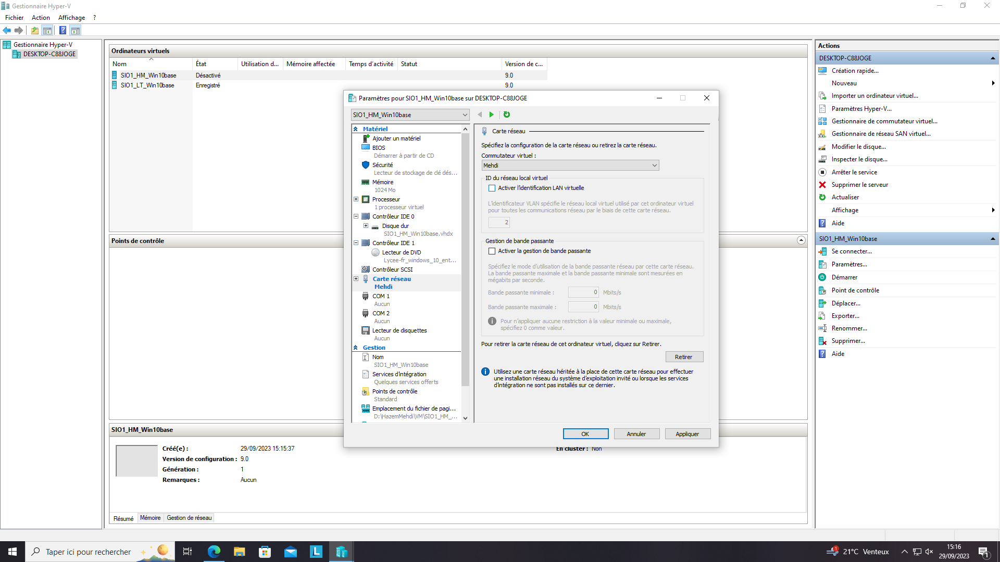 Gestionnaire Hyper-V
Fichier Action Affichage ?
Gestionnaire Hyper-V
DESKTOP-C88JOGE
Ordinateurs virtuels
Nom État Utilisation d... Mémoire affectée Temps d'activité Statut Version de c...
SIO1_HM_Win10base Désactivé 9.0
SIO1_LT_Win10base Enregistré 9.0
Points de contrôle
SIO1_HM_Win10base
Créé(e) : 29/09/2023 15:15:37
Version de configuration : 9.0
Génération : 1
Remarques : Aucun
En cluster : Non
Résumé Mémoire Gestion de réseau
Paramètres pour SIO1_HM_Win10base sur DESKTOP-C88JOGE
SIO1_HM_Win10base
Matériel
Ajouter un matériel
BIOS
Démarrer à partir de CD
Sécurité
Lecteur de stockage de clé dés...
Mémoire
1024 Mo
Processeur
1 processeur virtuel
Contrôleur IDE 0
Disque dur
SIO1_HM_Win10base.vhdx
Contrôleur IDE 1
Lecteur de DVD
Lycee-fr_windows_10_ent...
Contrôleur SCSI
Carte réseau
Mehdi
COM 1
Aucun
COM 2
Aucun
Lecteur de disquettes
Aucun
Gestion
Nom
SIO1_HM_Win10base
Services d'intégration
Quelques services offerts
Points de contrôle
Standard
Emplacement du fichier de pagi...
D:\HazemMehdi\VM\SIO1_HM_...
Carte réseau
Spécifiez la configuration de la carte réseau ou retirez la carte réseau.
Commutateur virtuel :
Mehdi
ID du réseau local virtuel
Activer l'identification LAN virtuelle
L'identificateur VLAN spécifie le réseau local virtuel utilisé par cet ordinateur virtuel
pour toutes les communications réseau par le biais de cette carte réseau.
2
Gestion de bande passante
Activer la gestion de bande passante
Spécifiez le mode d'utilisation de la bande passante réseau par cette carte réseau.
La bande passante maximale et la bande passante minimale sont mesurées en
mégabits par seconde.
Bande passante minimale : 0 Mbits/s
Bande passante maximale : 0 Mbits/s
Pour n'appliquer aucune restriction à la valeur minimale ou maximale,
spécifiez 0 comme valeur.
Pour retirer la carte réseau de cet ordinateur virtuel, cliquez sur Retirer.
Retirer
Utilisez une carte réseau héritée à la place de cette carte réseau pour effectuer
une installation réseau du système d'exploitation invité ou lorsque les services
d'intégration ne sont pas installés sur ce dernier.
OK Annuler Appliquer
Actions
DESKTOP-C88JOGE
Création rapide...
Nouveau
Importer un ordinateur virtuel...
Paramètres Hyper-V...
Gestionnaire de commutateur virtuel...
Gestionnaire de réseau SAN virtuel...
Modifier le disque...
Inspecter le disque...
Arrêter le service
Supprimer le serveur
Actualiser
Affichage
Aide
SIO1_HM_Win10base
Se connecter...
Paramètres...
Démarrer
Point de contrôle
Déplacer...
Exporter...
Renommer...
Supprimer...
Aide
Taper ici pour rechercher
L
1
21°C Venteux
15:16
29/09/2023
1